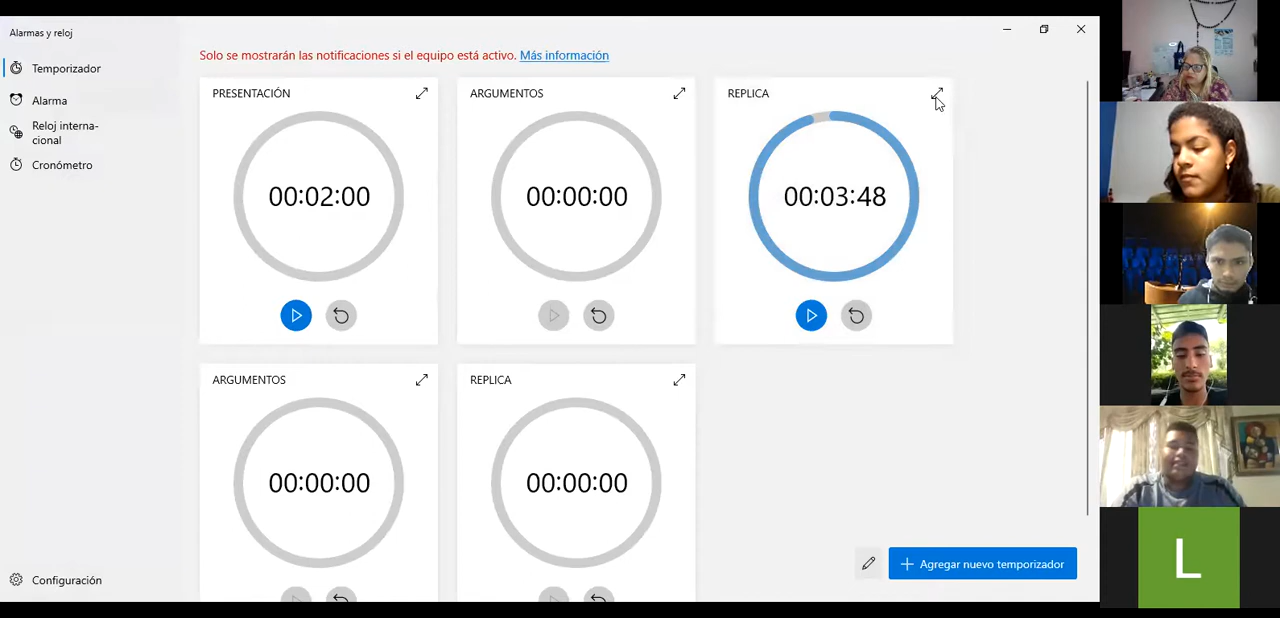 Alarmas y reloj
Solo se mostrarán las notificaciones si el equipo está activo. Más información
Temporizador
Alarma
Reloj interna-
cional
Cronómetro
PRESENTACIÓN
00:02:00
ARGUMENTOS
00:00:00
REPLICA
00:03:48
ARGUMENTOS
00:00:00
REPLICA
00:00:00
Agregar nuevo temporizador
Configuración
L